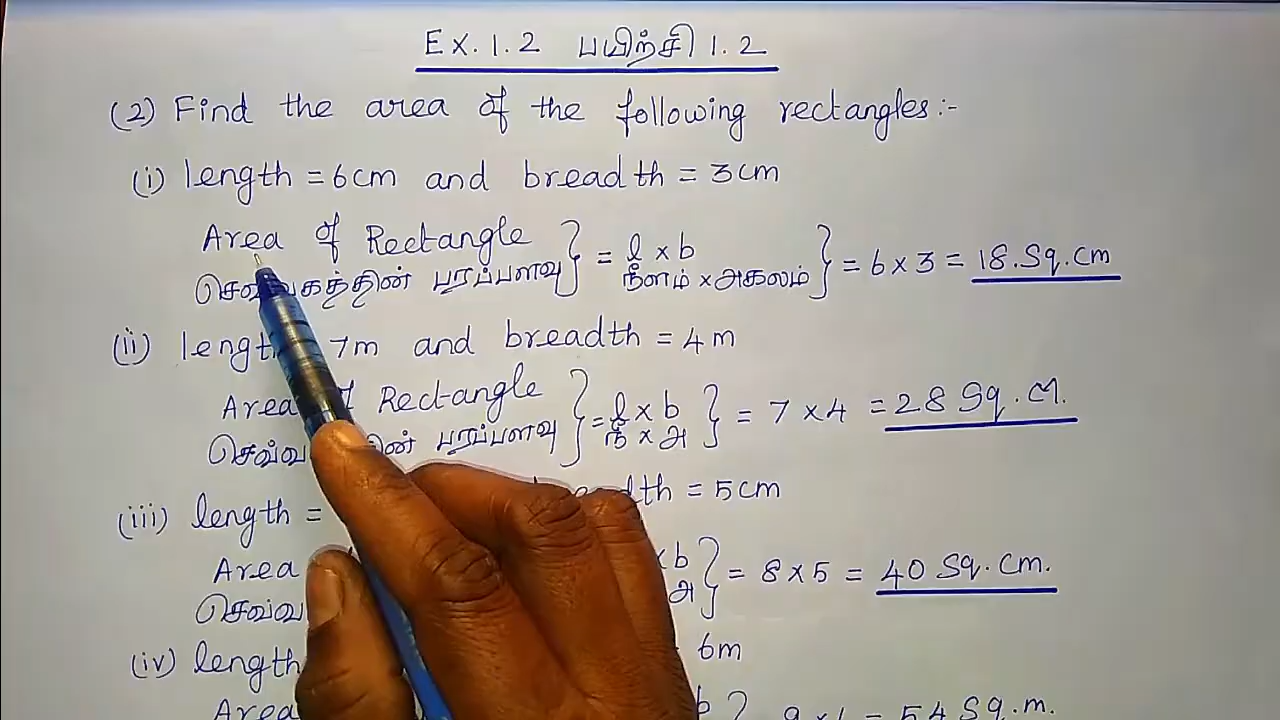 Ex. 1.2 பயிற்சி 1.2
(2) Find the area of the following rectangles:-
(i) length = 6cm and breadth = 3cm
Area of Rectangle } = l x b } = 6 x 3 = 18.Sq.cm
பரப்பளவு நீளம் x அகலம்
(ii) 7m and breadth = 4m
Area Rectangle } = l x b } = 7 x 4 = 28 Sq.M.
பரப்பளவு நீ x அ
(iii) length = = 5cm
Area x b } = 8 x 5 = 40 Sq.cm.
அ
(iv) length 6m
Area b } = 54 Sq.m.